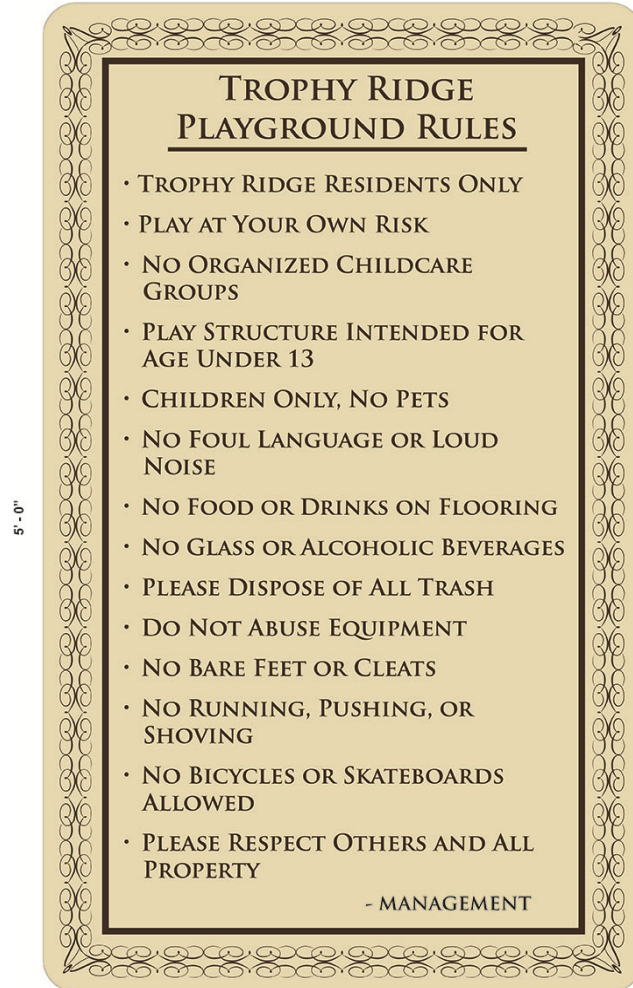 TROPHY RIDGE
PLAYGROUND RULES
· TROPHY RIDGE RESIDENTS ONLY
· PLAY AT YOUR OWN RISK
· NO ORGANIZED CHILDCARE
GROUPS
· PLAY STRUCTURE INTENDED FOR
AGE UNDER 13
· CHILDREN ONLY, NO PETS
· NO FOUL LANGUAGE OR LOUD
NOISE
· NO FOOD OR DRINKS ON FLOORING
· NO GLASS OR ALCOHOLIC BEVERAGES
· PLEASE DISPOSE OF ALL TRASH
· DO NOT ABUSE EQUIPMENT
· NO BARE FEET OR CLEATS
· NO RUNNING, PUSHING, OR
SHOVING
· NO BICYCLES OR SKATEBOARDS
ALLOWED
· PLEASE RESPECT OTHERS AND ALL
PROPERTY
- MANAGEMENT
5' - 0"